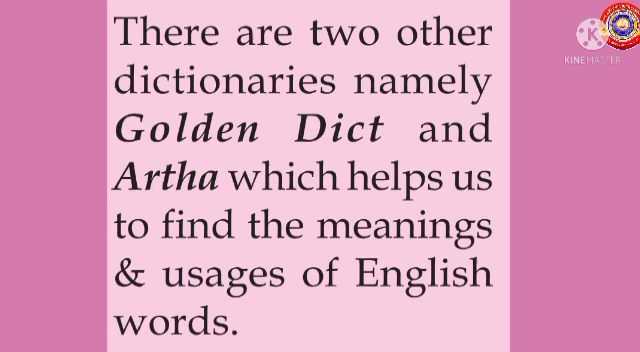 There are two other
dictionaries namely
Golden Dict and
Artha which helps us
to find the meanings
& usages of English
words.
K
KINEMASTER